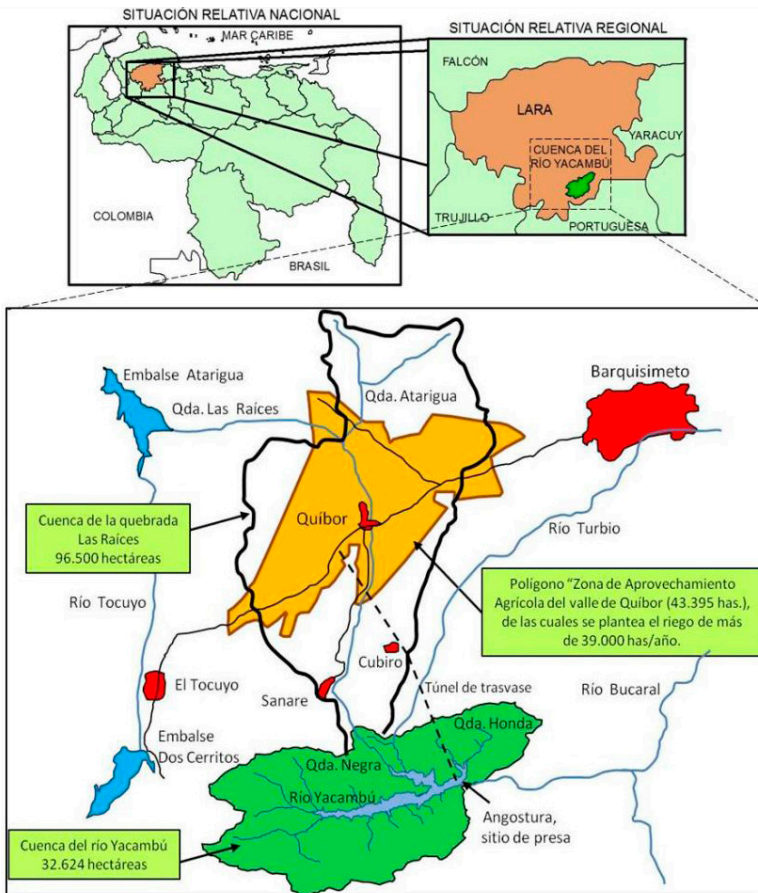 SITUACIÓN RELATIVA NACIONAL
MAR CARIBE
COLOMBIA
BRASIL
SITUACIÓN RELATIVA REGIONAL
FALCÓN
LARA
YARACUY
CUENCA DEL
RÍO YACAMBÚ
TRUJILLO
PORTUGUESA
Embalse Atarigua
Qda. Las Raíces
Qda. Atarigua
Barquisimeto
Cuenca de la quebrada
Las Raíces
96.500 hectáreas
Quíbor
Río Turbio
Río Tocuyo
Polígono “Zona de Aprovechamiento
Agrícola del valle de Quíbor (43.395 has.),
de las cuales se plantea el riego de más
de 39.000 has/año.
El Tocuyo
Sanare
Cubiro
Túnel de trasvase
Río Bucaral
Embalse
Dos Cerritos
Qda. Honda
Qda. Negra
Río Yacambú
Angostura,
sitio de presa
Cuenca del río Yacambú
32.624 hectáreas